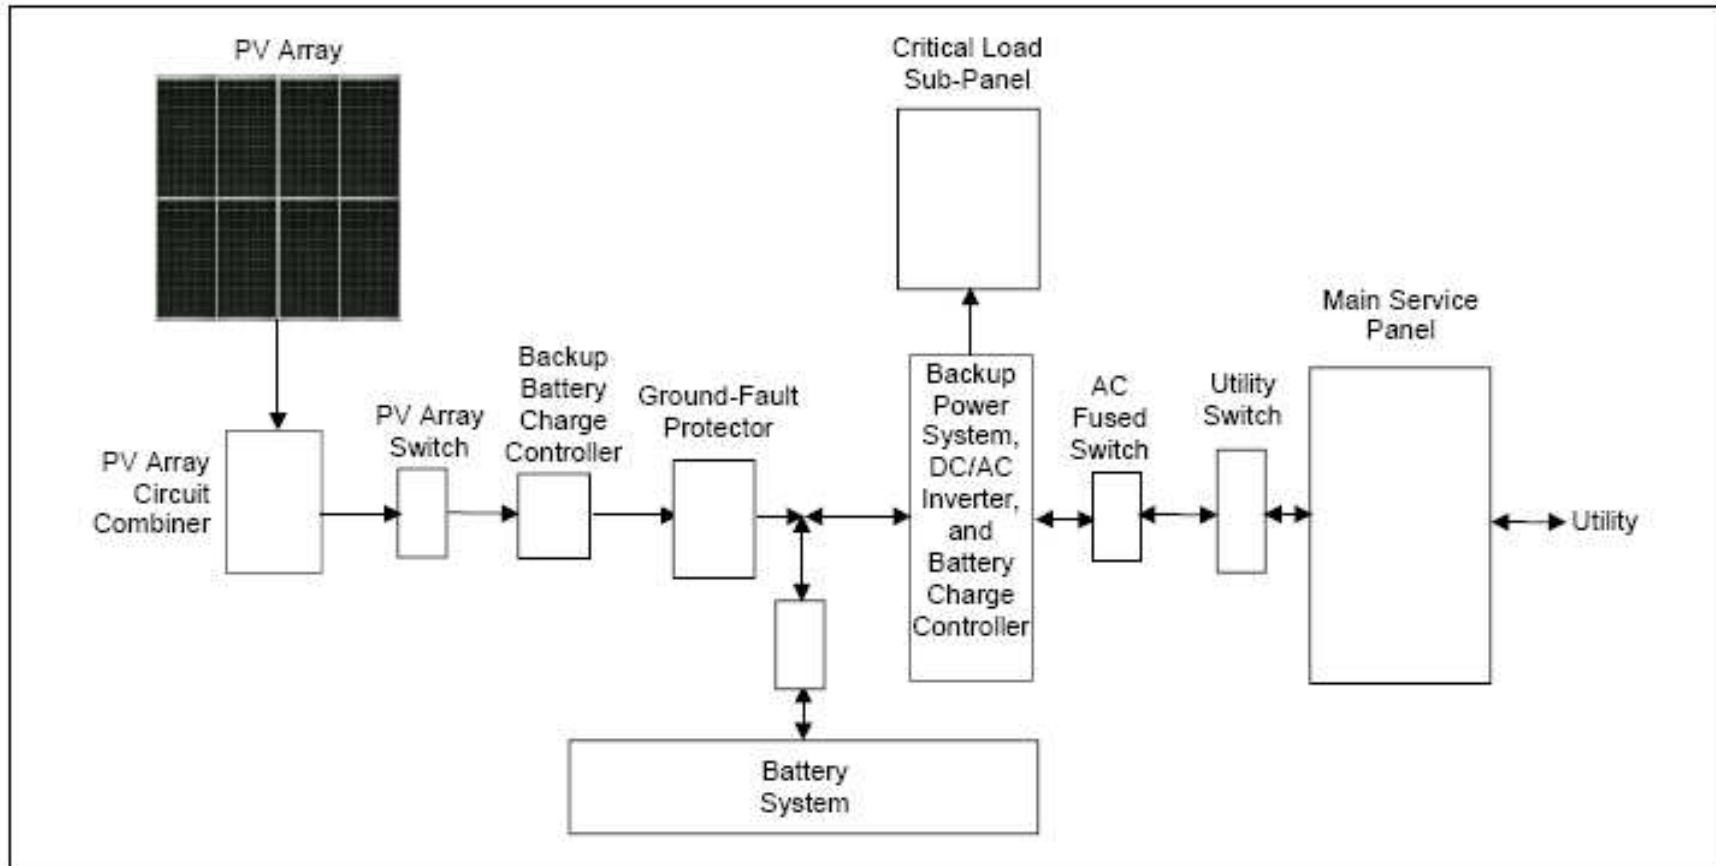 PV Array
Critical Load
Sub-Panel
Main Service
Panel
Backup
Battery
Charge
Controller
Ground-Fault
Protector
PV Array
Switch
PV Array
Circuit
Combiner
Backup
Power
System,
DC/AC
Inverter,
and
Battery
Charge
Controller
AC
Fused
Switch
Utility
Switch
Utility
Battery
System